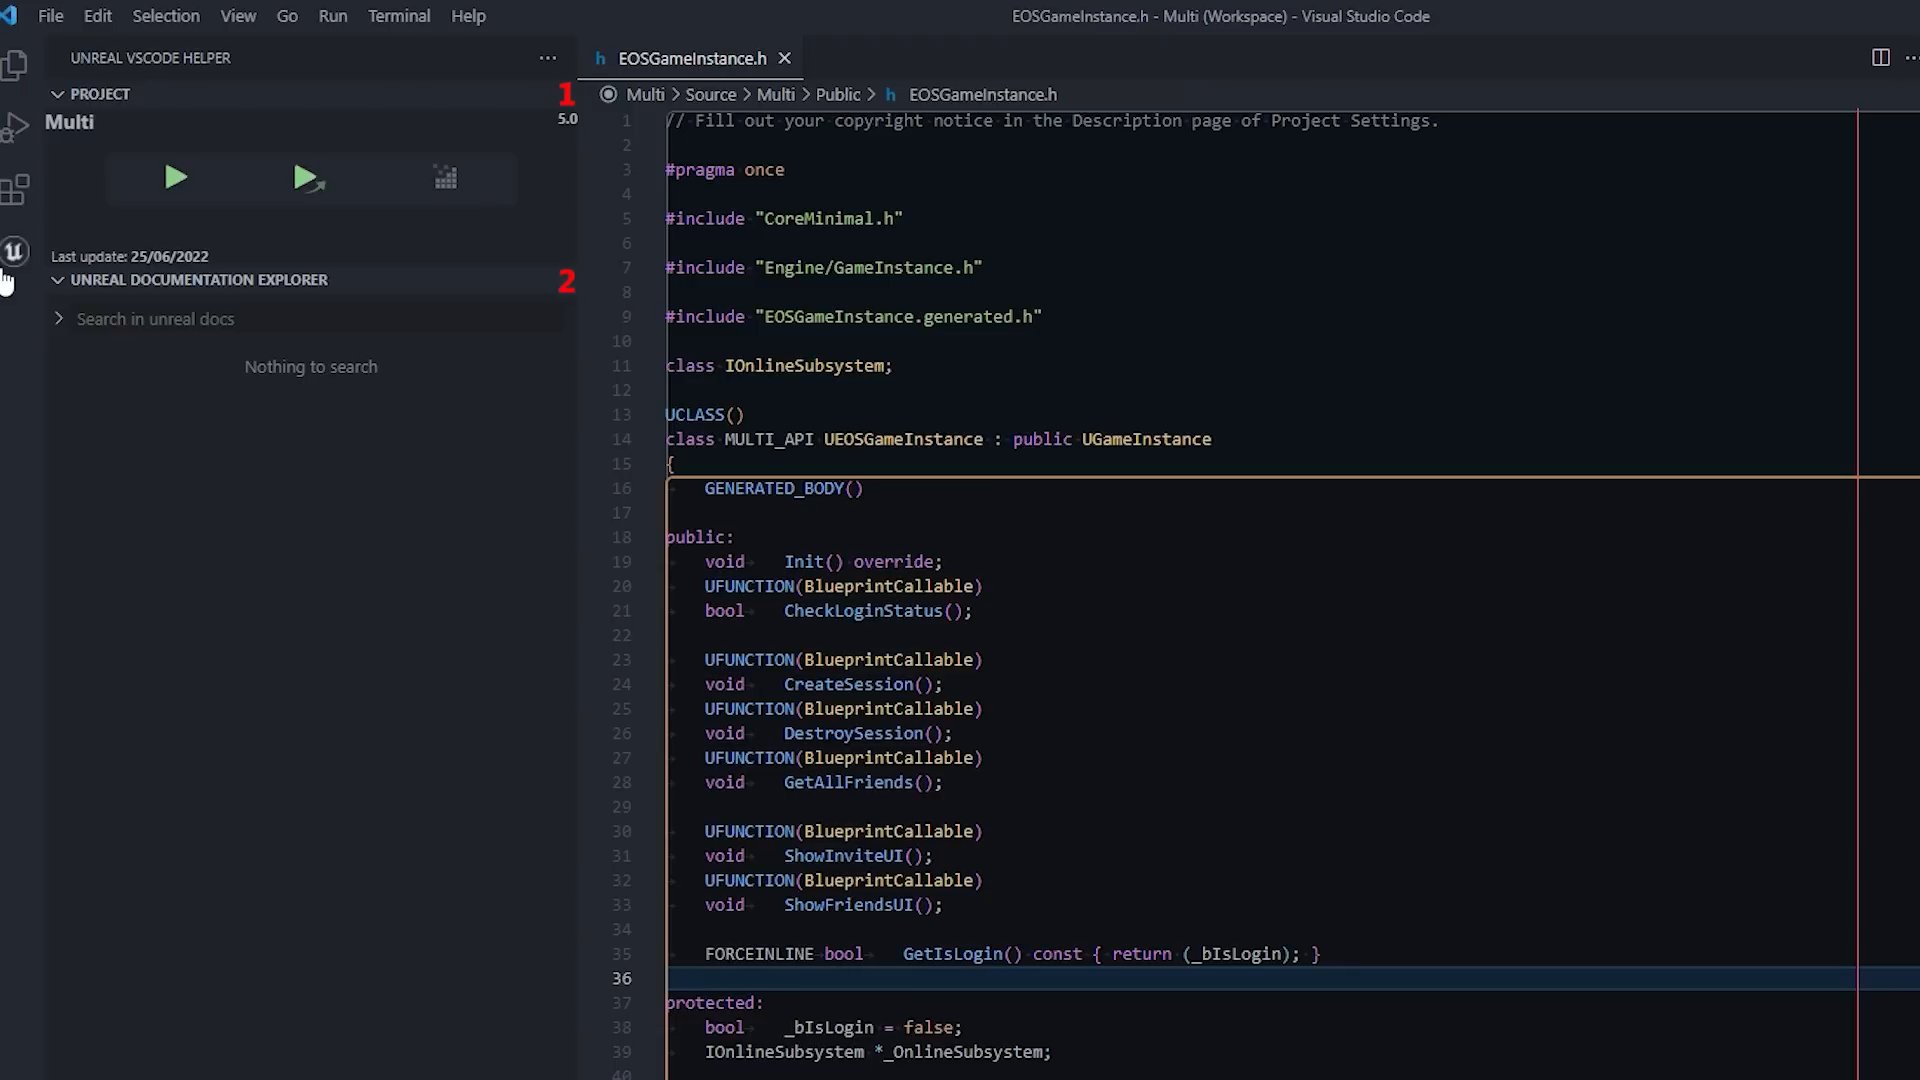 File Edit Selection View Go Run Terminal Help
EOSGameInstance.h - Multi (Workspace) - Visual Studio Code
UNREAL VSCODE HELPER
PROJECT 1
Multi 5.0
Last update: 25/06/2022
UNREAL DOCUMENTATION EXPLORER 2
Search in unreal docs
Nothing to search
h EOSGameInstance.h
Multi > Source > Multi > Public > h EOSGameInstance.h
1 // Fill out your copyright notice in the Description page of Project Settings.
2
3 #pragma once
4
5 #include "CoreMinimal.h"
6
7 #include "Engine/GameInstance.h"
8
9 #include "EOSGameInstance.generated.h"
10
11 class IOnlineSubsystem;
12
13 UCLASS()
14 class MULTI_API UEOSGameInstance : public UGameInstance
15 {
16 GENERATED_BODY()
17
18 public:
19 void Init() override;
20 UFUNCTION(BlueprintCallable)
21 bool CheckLoginStatus();
22
23 UFUNCTION(BlueprintCallable)
24 void CreateSession();
25 UFUNCTION(BlueprintCallable)
26 void DestroySession();
27 UFUNCTION(BlueprintCallable)
28 void GetAllFriends();
29
30 UFUNCTION(BlueprintCallable)
31 void ShowInviteUI();
32 UFUNCTION(BlueprintCallable)
33 void ShowFriendsUI();
34
35 FORCEINLINE bool GetIsLogin() const { return (_bIsLogin); }
36
37 protected:
38 bool _bIsLogin = false;
39 IOnlineSubsystem *_OnlineSubsystem;
40